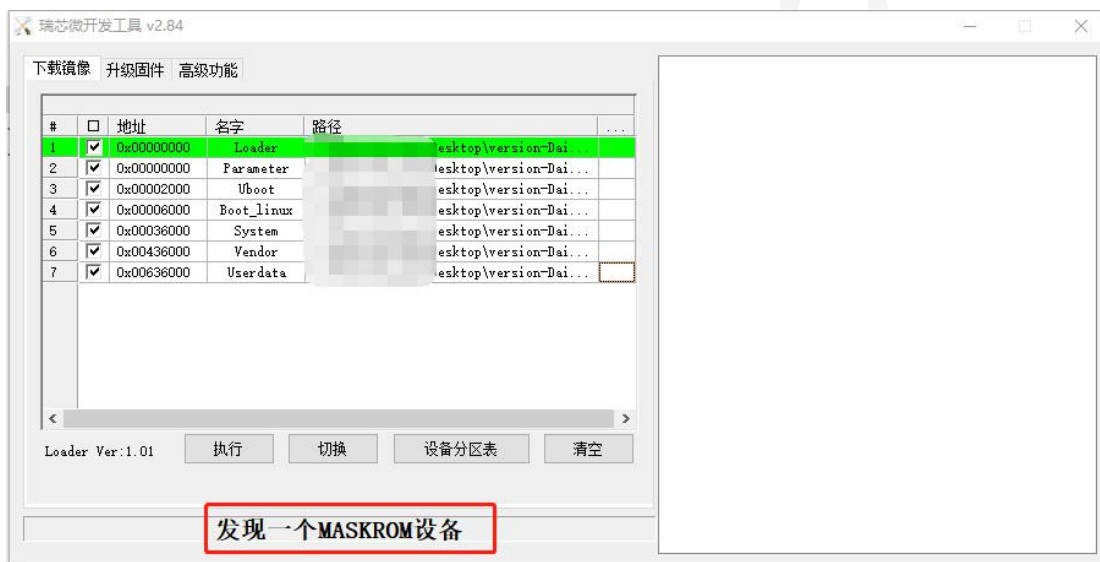 瑞芯微开发工具 v2.84
下载镜像 升级固件 高级功能
# 地址 名字 路径 ...
1 0x00000000 Loader esktop\version-Dai...
2 0x00000000 Parameter esktop\version-Dai...
3 0x00002000 Uboot esktop\version-Dai...
4 0x00006000 Boot_linux esktop\version-Dai...
5 0x00036000 System esktop\version-Dai...
6 0x00436000 Vendor esktop\version-Dai...
7 0x00636000 Userdata esktop\version-Dai...
Loader Ver:1.01 执行 切换 设备分区表 清空
发现一个MASKROM设备